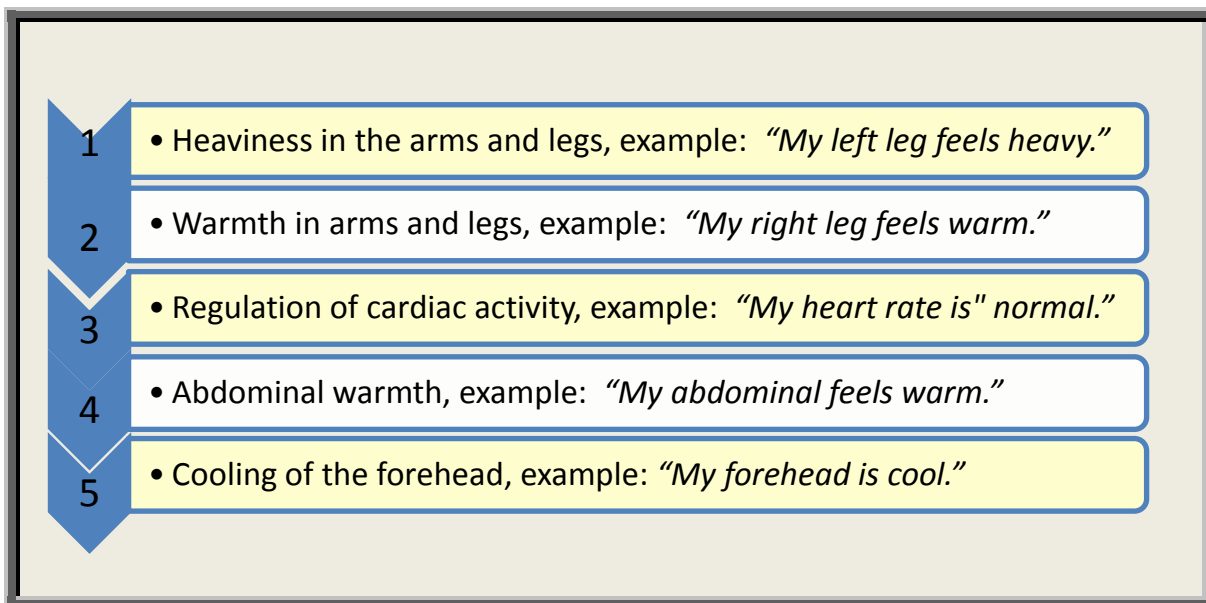 1 • Heaviness in the arms and legs, example: “My left leg feels heavy.”
2 • Warmth in arms and legs, example: “My right leg feels warm.”
3 • Regulation of cardiac activity, example: “My heart rate is" normal.”
4 • Abdominal warmth, example: “My abdominal feels warm.”
5 • Cooling of the forehead, example: “My forehead is cool.”